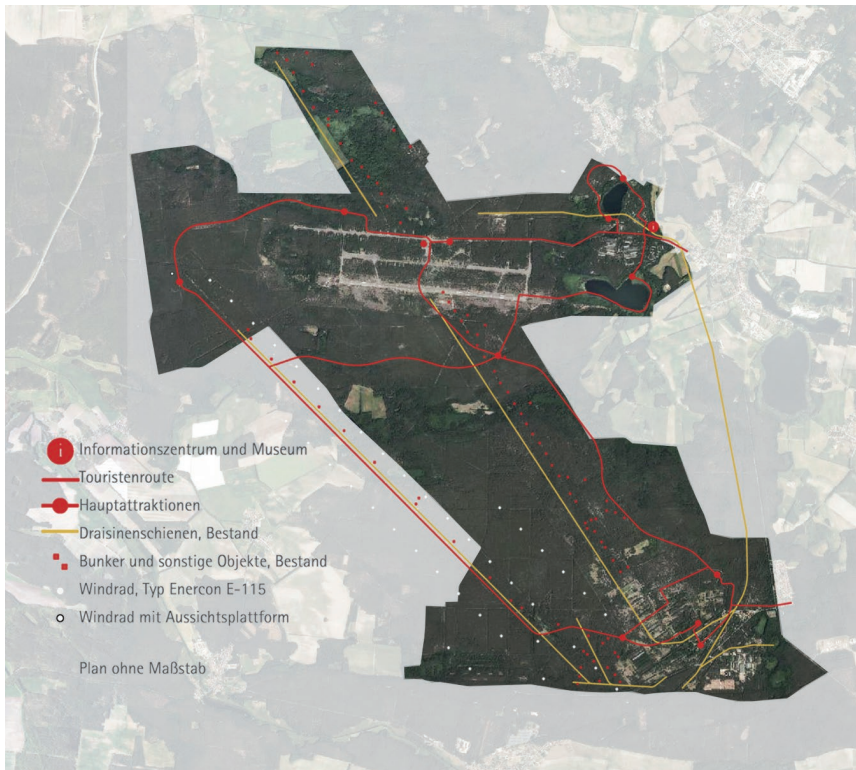 i
i Informationszentrum und Museum
Touristenroute
Hauptattraktionen
Draisinenschienen, Bestand
Bunker und sonstige Objekte, Bestand
Windrad, Typ Enercon E-115
Windrad mit Aussichtsplattform
Plan ohne Maßstab